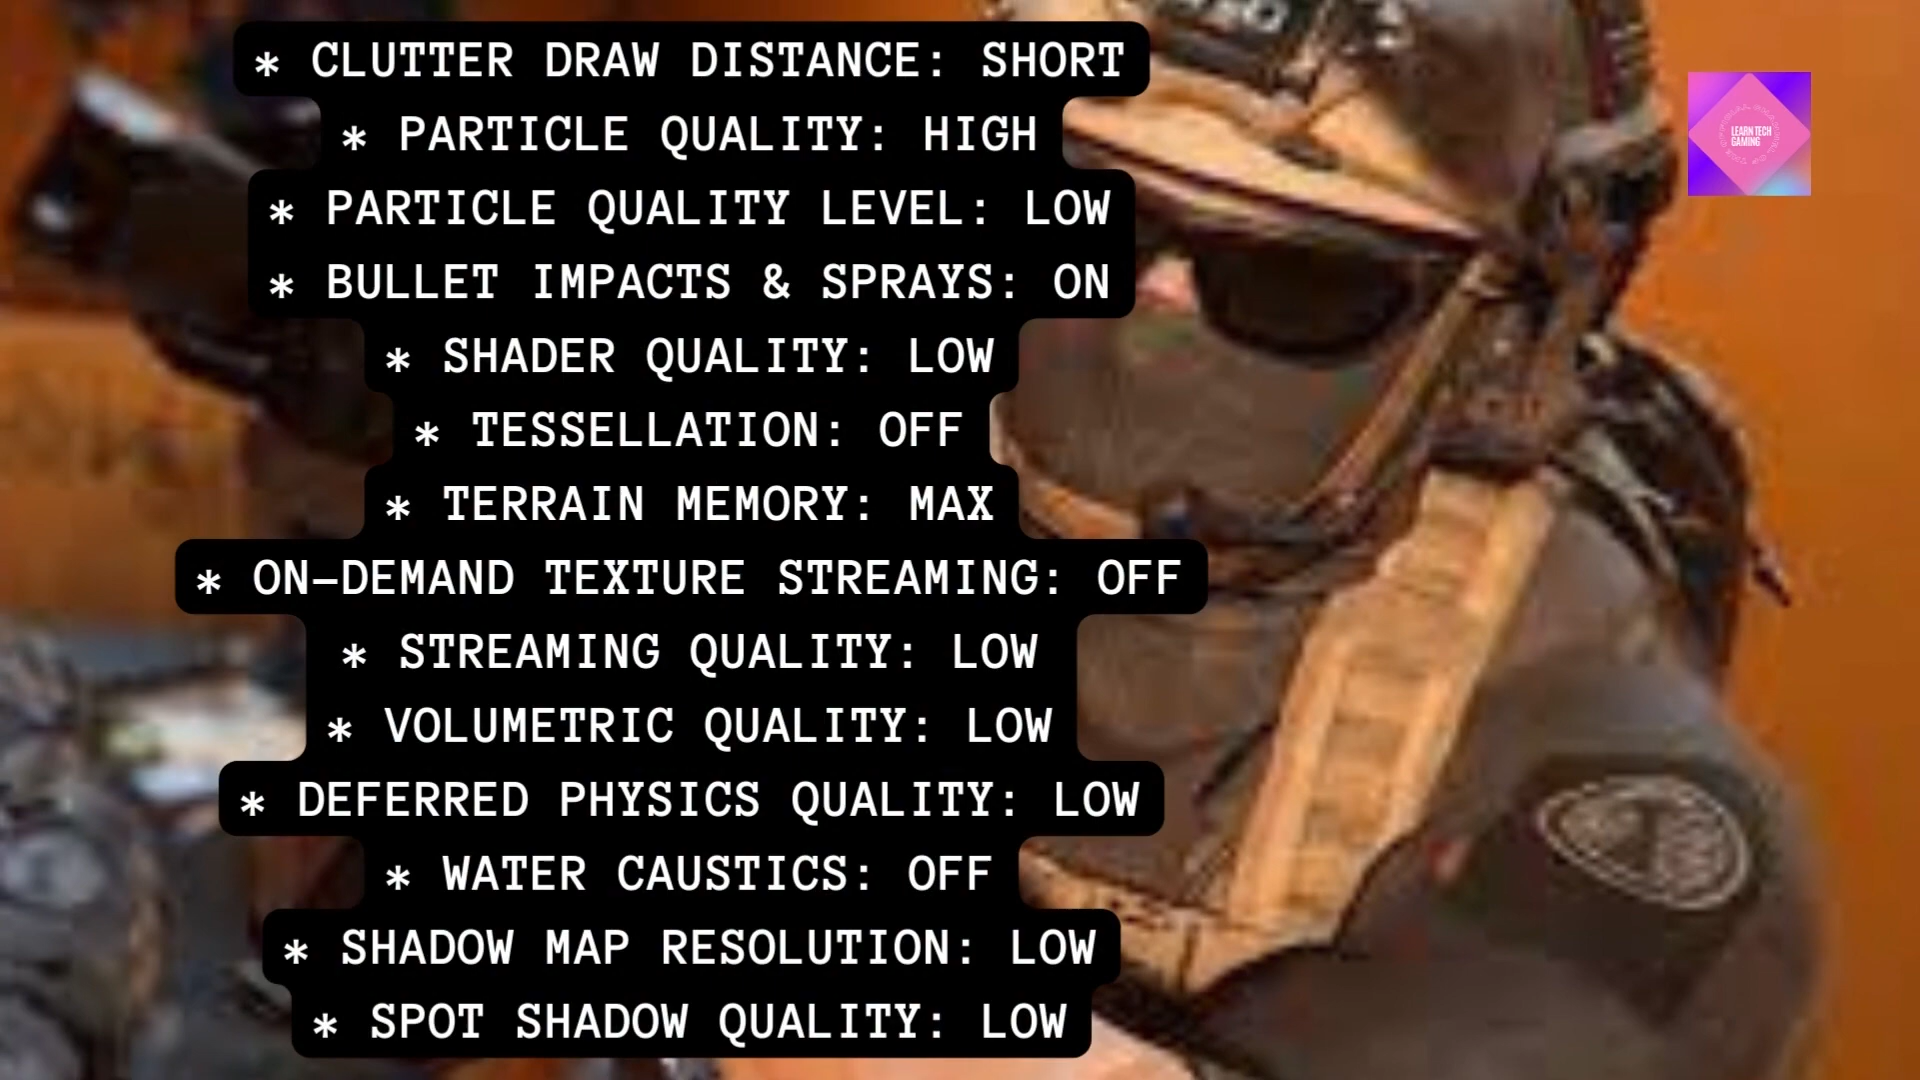 * CLUTTER DRAW DISTANCE: SHORT
* PARTICLE QUALITY: HIGH
* PARTICLE QUALITY LEVEL: LOW
* BULLET IMPACTS & SPRAYS: ON
* SHADER QUALITY: LOW
* TESSELLATION: OFF
* TERRAIN MEMORY: MAX
* ON-DEMAND TEXTURE STREAMING: OFF
* STREAMING QUALITY: LOW
* VOLUMETRIC QUALITY: LOW
* DEFERRED PHYSICS QUALITY: LOW
* WATER CAUSTICS: OFF
* SHADOW MAP RESOLUTION: LOW
* SPOT SHADOW QUALITY: LOW
LEARN TECH
GAMING